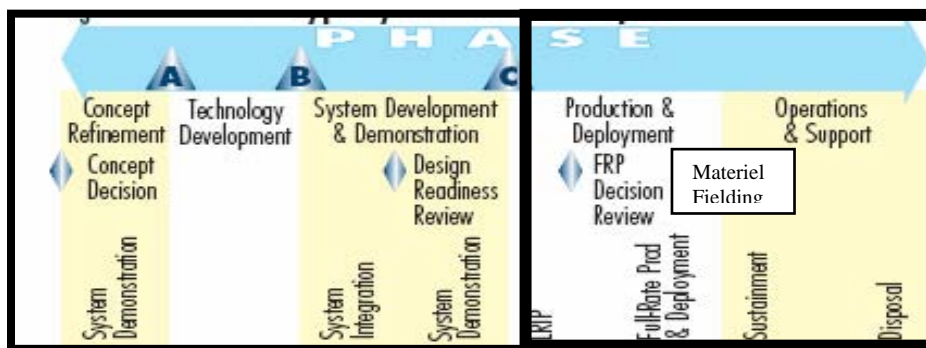 P H A S E
A B C
Concept
Refinement
Technology
Development
System Development
& Demonstration
Production &
Deployment
Operations
& Support
Concept
Decision
Design
Readiness
Review
FRP
Decision
Review
Materiel
Fielding
System
Demonstration
System
Integration
System
Demonstration
LRIP
Full-Rate Prod
& Deployment
Sustainment
Disposal